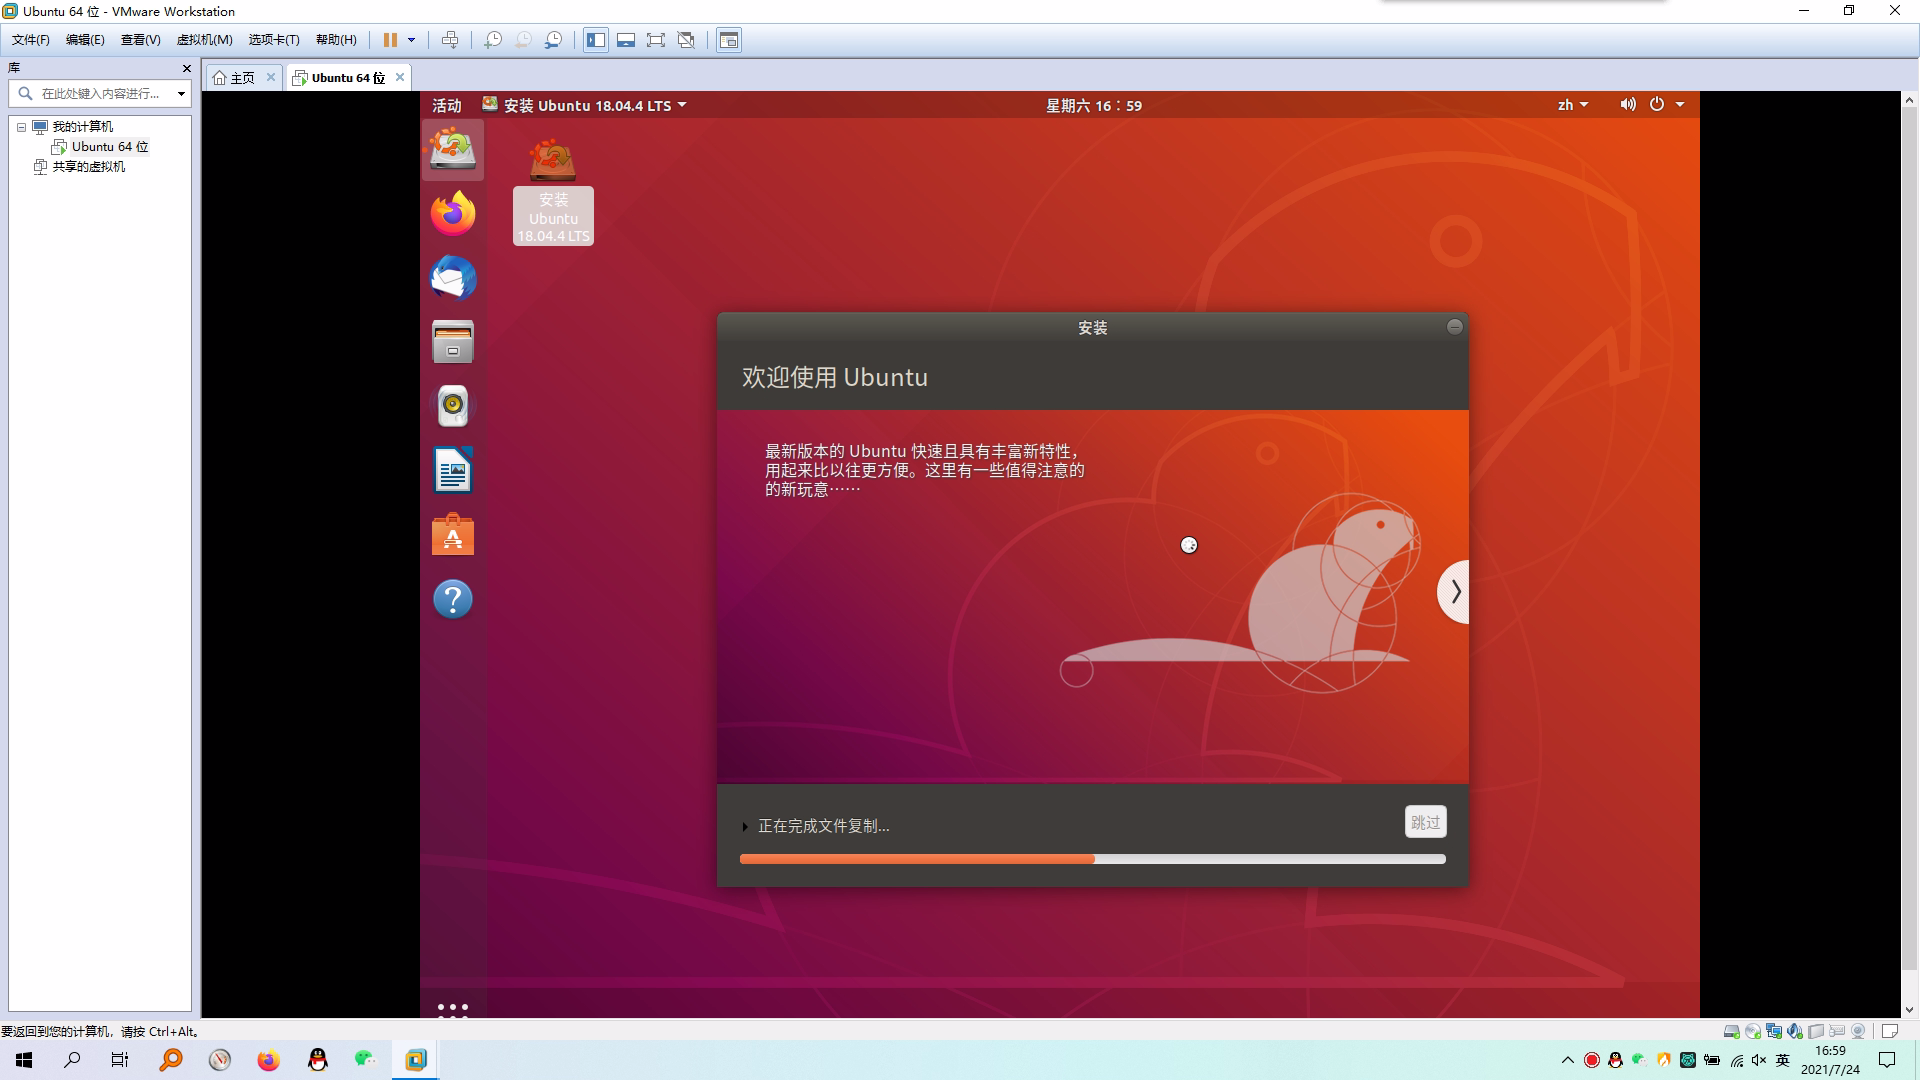 Ubuntu 64 位 - VMware Workstation
文件(F) 编辑(E) 查看(V) 虚拟机(M) 选项卡(T) 帮助(H)
库
在此处键入内容进行...
我的计算机
Ubuntu 64 位
共享的虚拟机
主页
Ubuntu 64 位
活动
安装 Ubuntu 18.04.4 LTS
星期六 16：59
zh
安装
Ubuntu
18.04.4 LTS
安装
欢迎使用 Ubuntu
最新版本的 Ubuntu 快速且具有丰富新特性，
用起来比以往更方便。这里有一些值得注意的
的新玩意……
正在完成文件复制...
跳过
要返回到您的计算机，请按 Ctrl+Alt。
英
16:59
2021/7/24